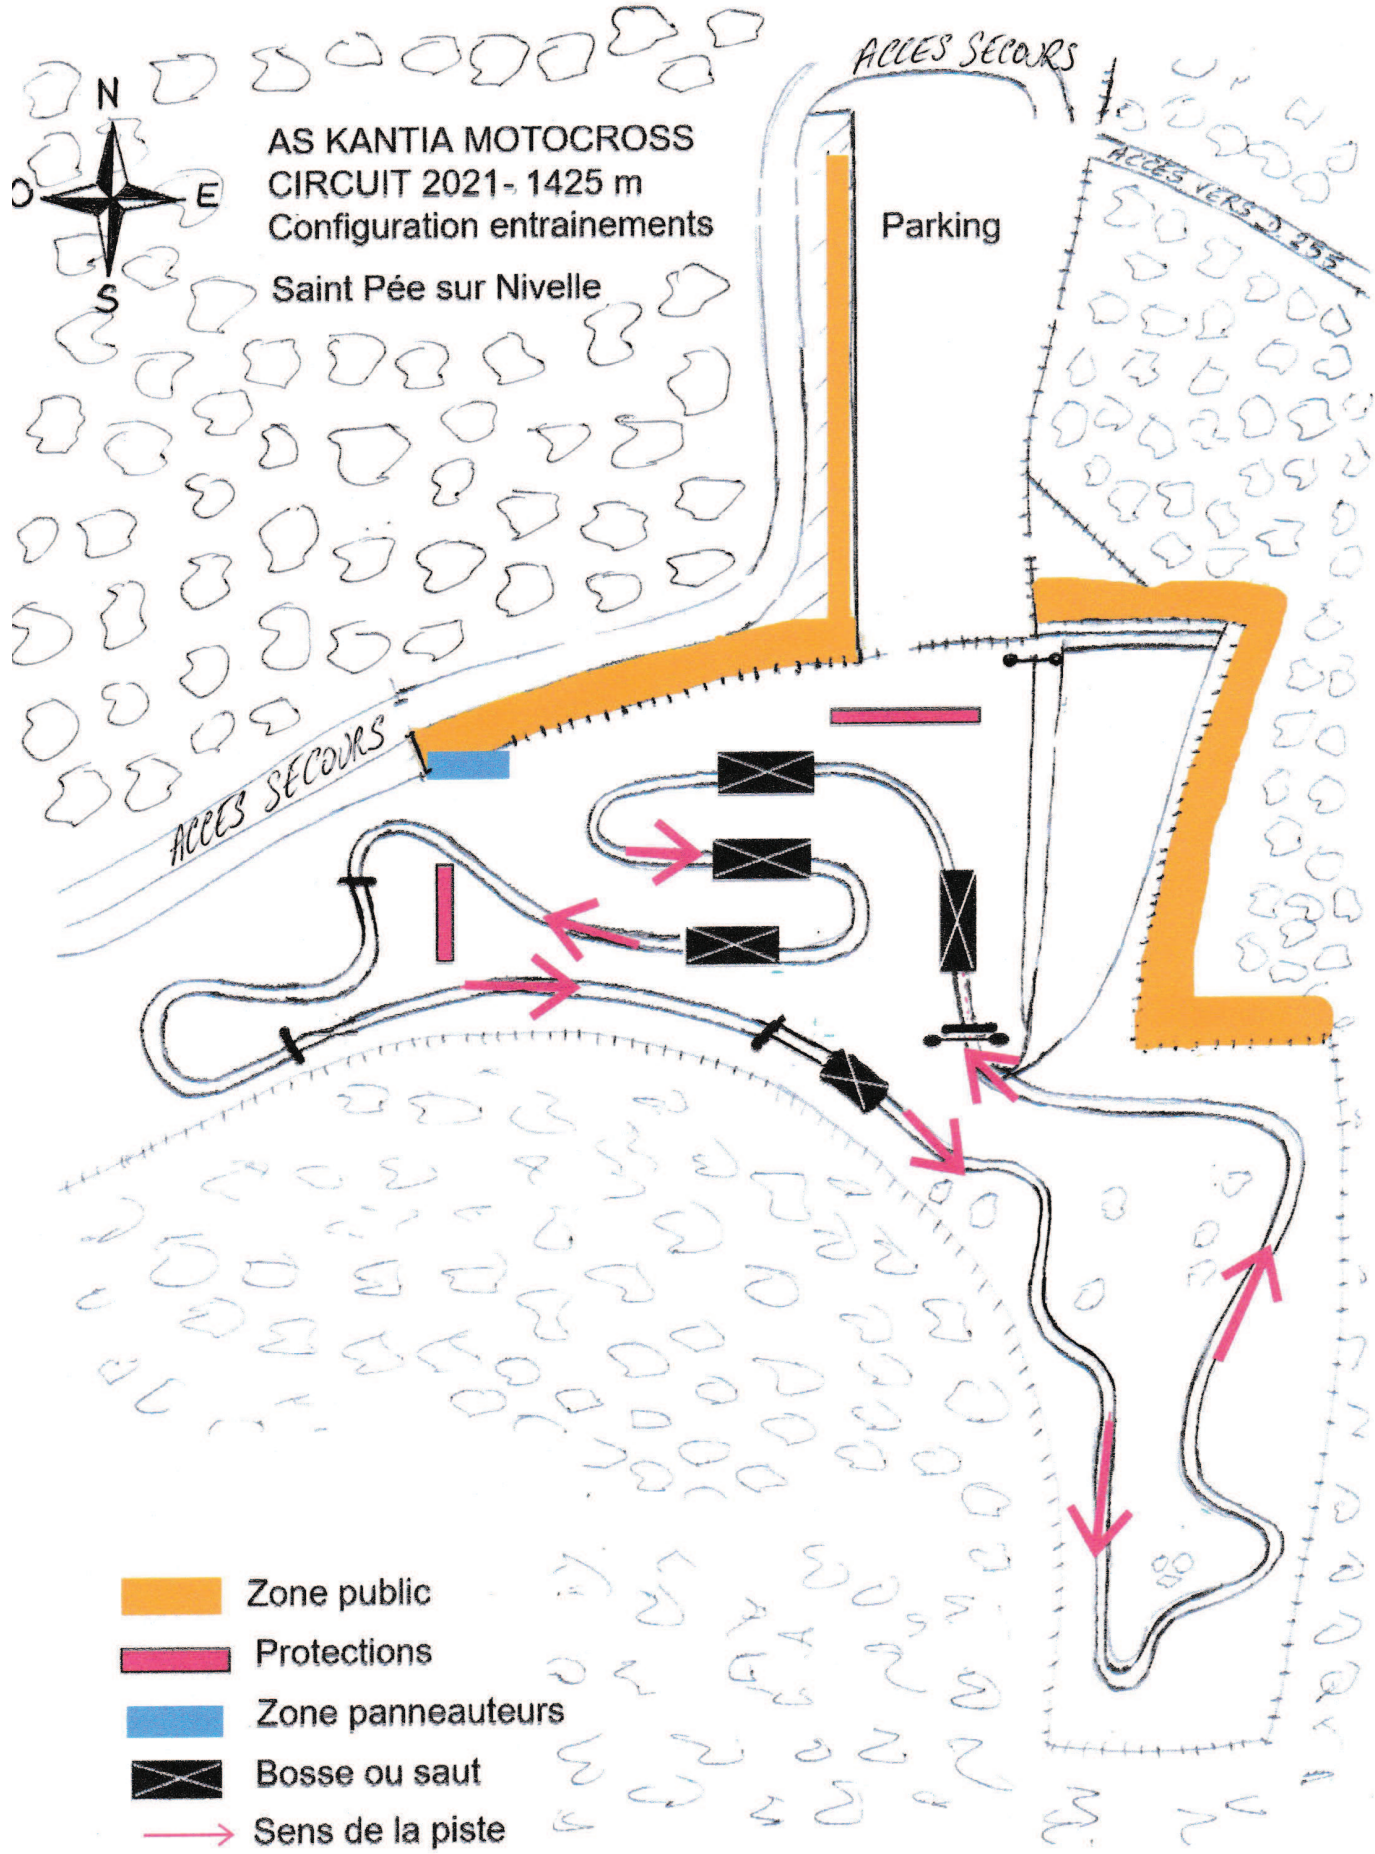 ACCES SECOURS
N
O
E
S
AS KANTIA MOTOCROSS
CIRCUIT 2021- 1425 m
Configuration entrainements
Saint Pée sur Nivelle
ACCES VERS D 253
Parking
ACCES SECOURS
Zone public
Protections
Zone panneauteurs
Bosse ou saut
Sens de la piste